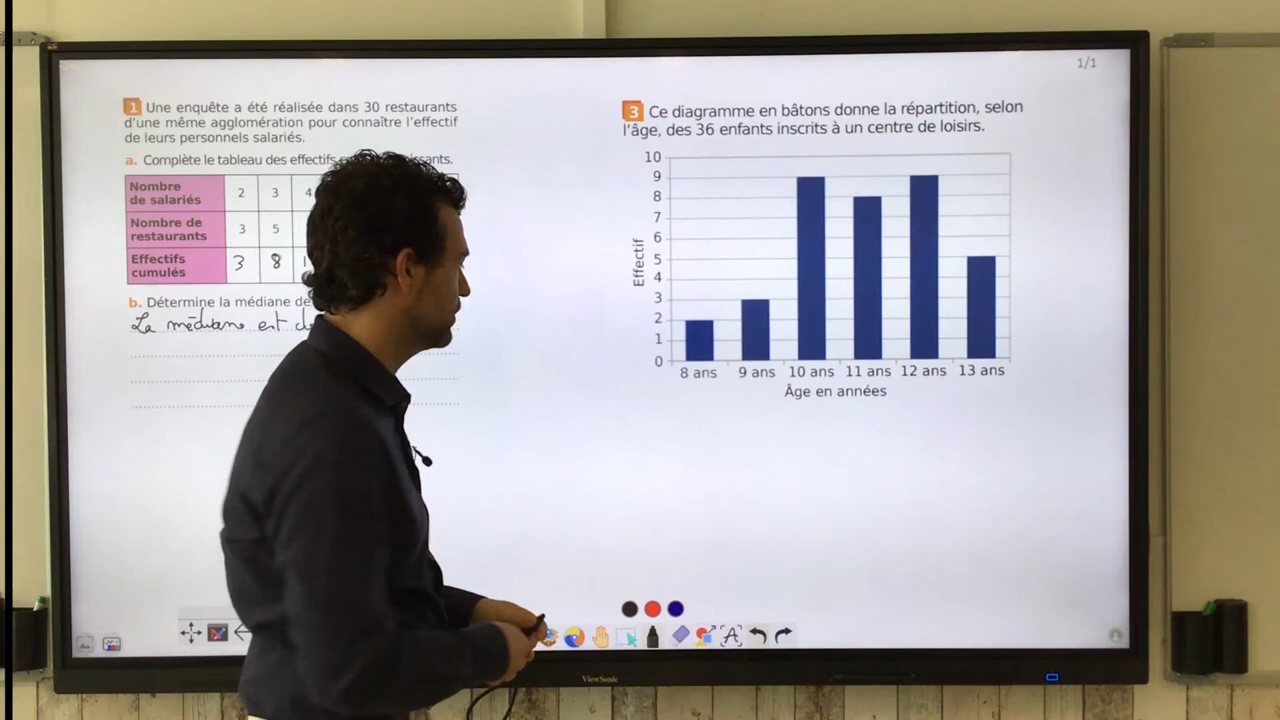 1/1
1 Une enquête a été réalisée dans 30 restaurants
d'une même agglomération pour connaître l'effectif
de leurs personnels salariés.
a. Complète le tableau des effectifs
Nombre de salariés 2 3 4
Nombre de restaurants 3 5
Effectifs cumulés 3 8
b. Détermine la médiane de
La médiane est
3 Ce diagramme en bâtons donne la répartition, selon
l'âge, des 36 enfants inscrits à un centre de loisirs.
10
9
8
7
6
5
4
3
2
1
0
Effectif
8 ans 9 ans 10 ans 11 ans 12 ans 13 ans
Âge en années
A
ViewSonic